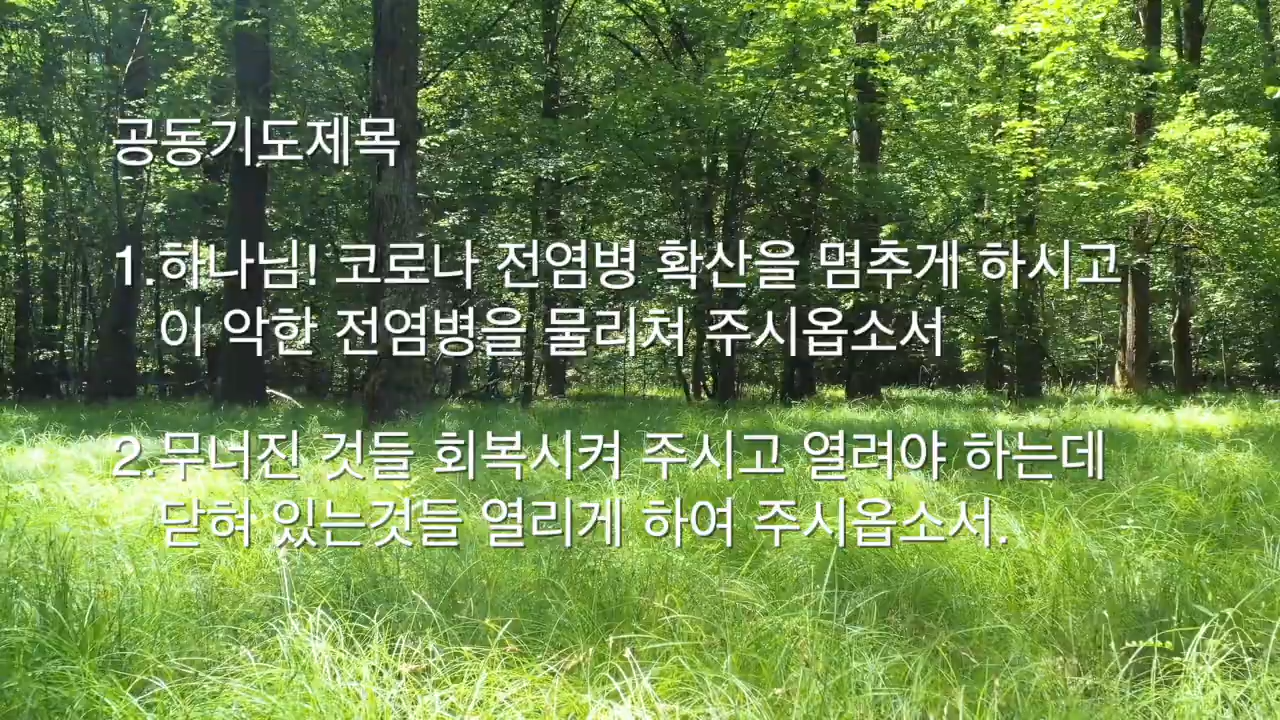 공동기도제목
1.하나님! 코로나 전염병 확산을 멈추게 하시고
이 악한 전염병을 물리쳐 주시옵소서
2.무너진 것들 회복시켜 주시고 열려야 하는데
닫혀 있는것들 열리게 하여 주시옵소서.